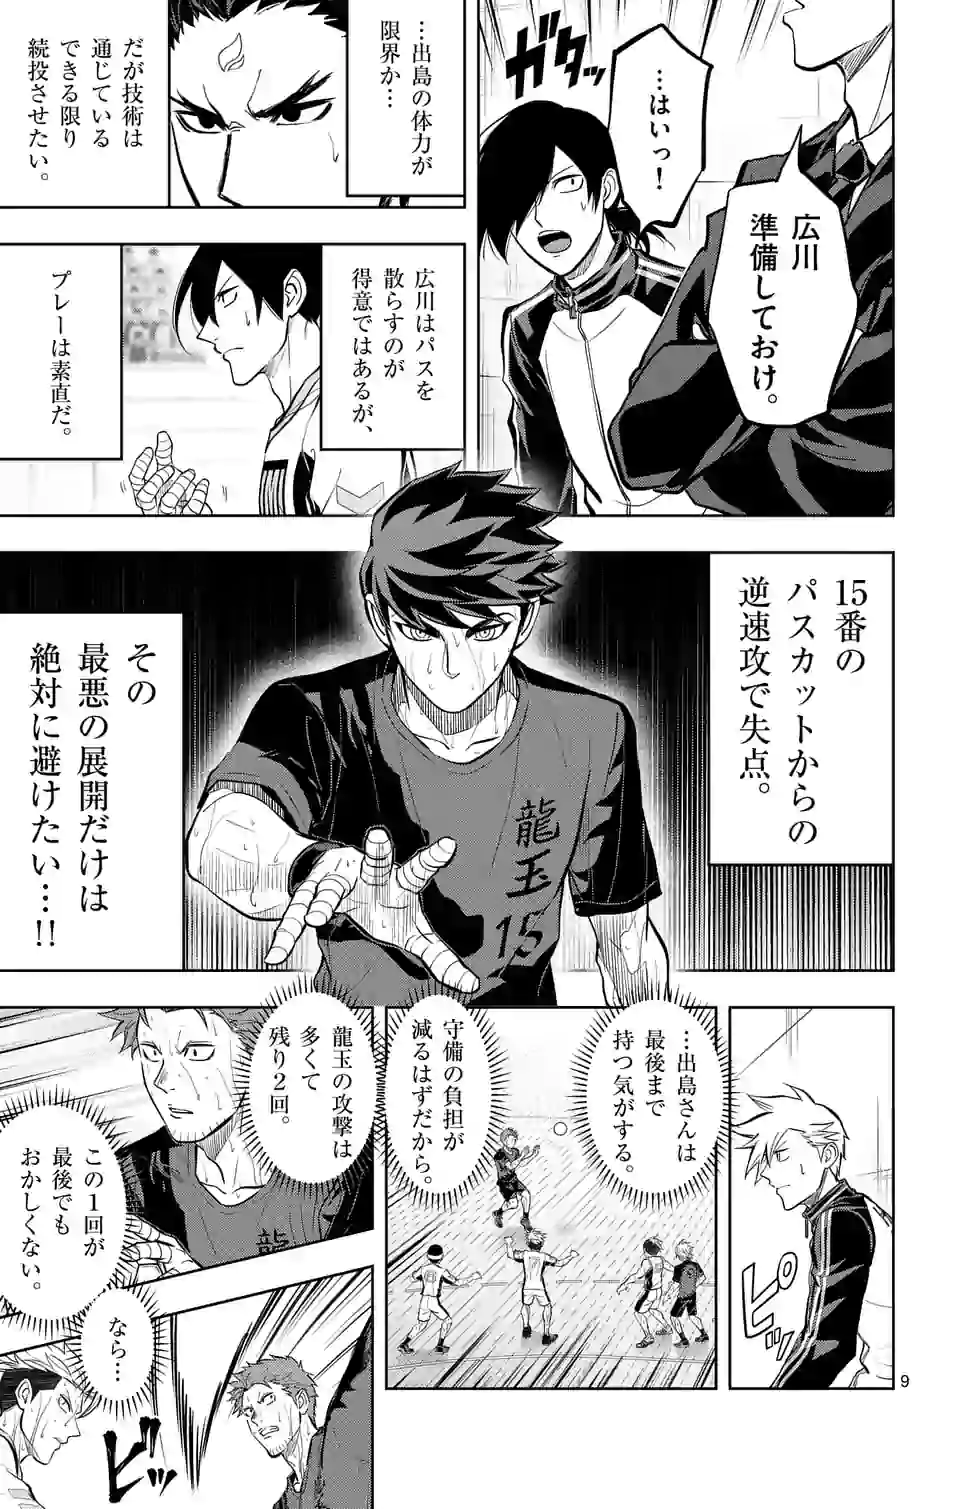 広川
準備しておけ。
…はいっ！
ガタッ
…出島の体力が
限界か…
だが技術は
通じている
できる限り
続投させたい。
広川はパスを
散らすのが
得意ではあるが、
プレーは素直だ。
15番の
パスカットからの
逆速攻で失点。
その
最悪の展開だけは
絶対に避けたい…!!
龍玉
15
ピピッ
…出島さんは
最後まで
持つ気がする。
守備の負担が
減るはずだから。
龍玉の攻撃は
多くて
残り2回。
龍
この1回が
最後でも
おかしくない。
なら…
ビッ
9